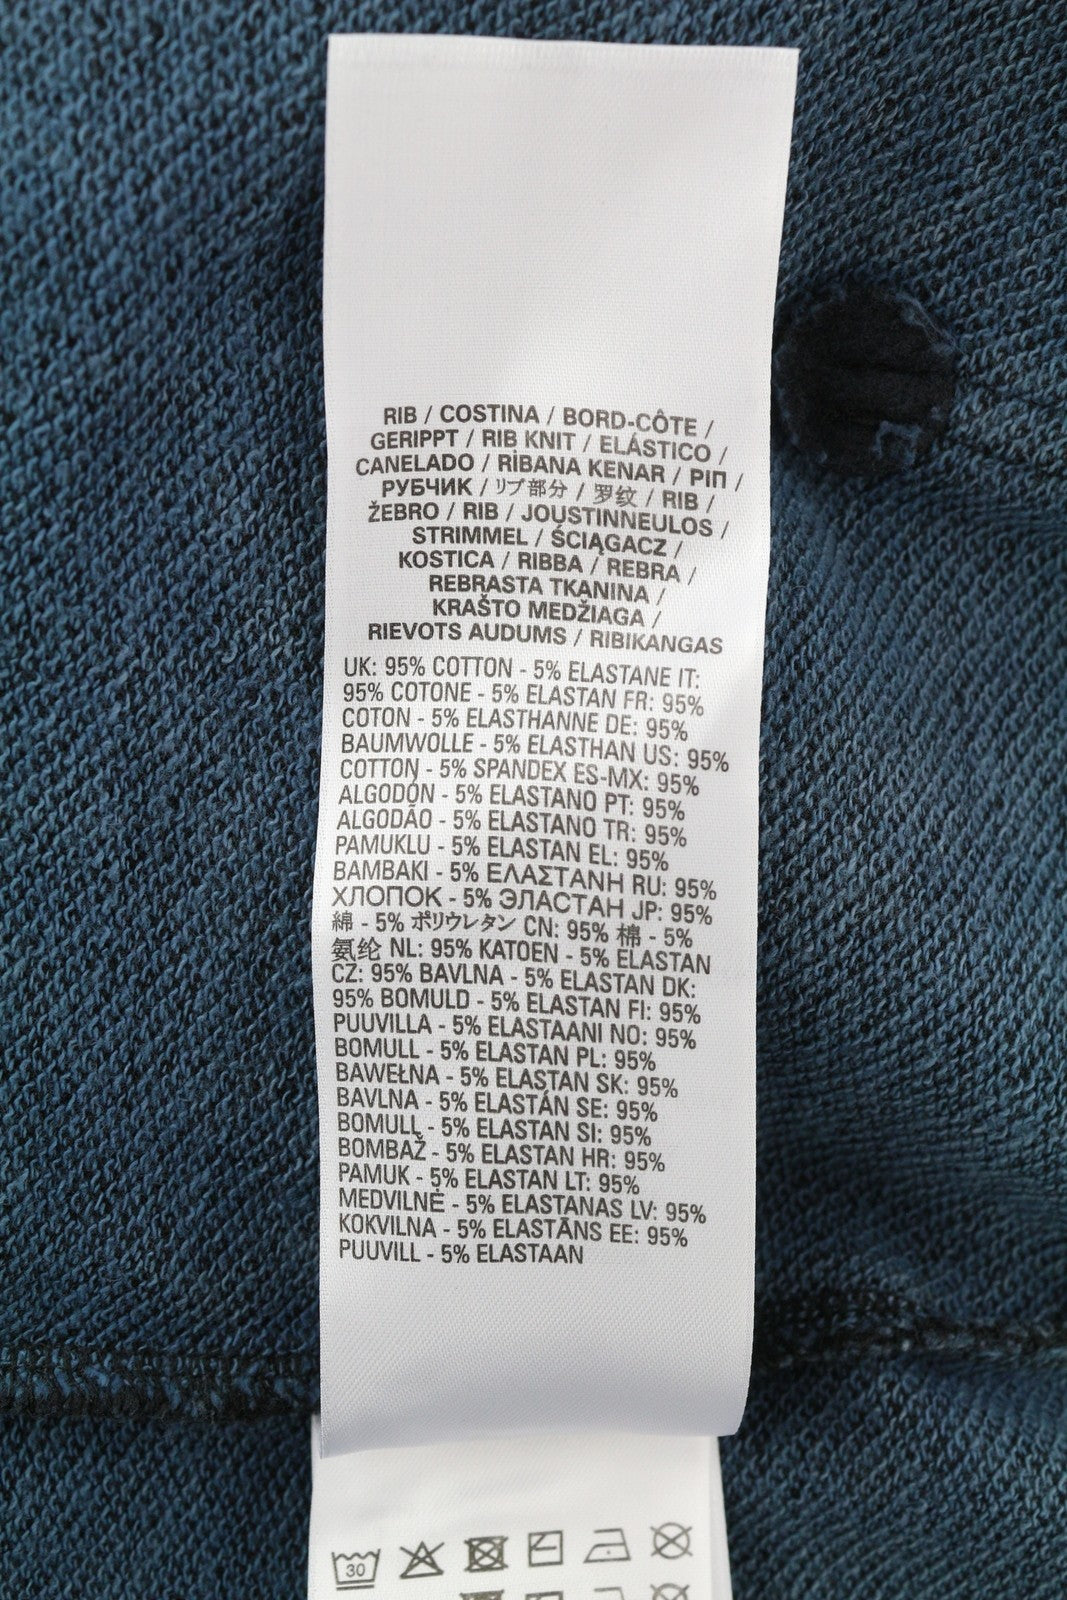 RIB / COSTINA / BORD-CÔTE /
GERIPPT / RIB KNIT / ELÁSTICO /
CANELADO / RİBANA KENAR / ΡΙΠ /
РУБЧИК / リブ部分 / 罗纹 / RIB /
ŽEBRO / RIB / JOUSTINNEULOS /
STRIMMEL / ŚCIĄGACZ /
KOSTICA / RIBBA / REBRA /
REBRASTA TKANINA /
KRAŠTO MEDŽIAGA /
RIEVOTS AUDUMS / RIBIKANGAS
UK: 95% COTTON - 5% ELASTANE IT:
95% COTONE - 5% ELASTAN FR: 95%
COTON - 5% ELASTHANNE DE: 95%
BAUMWOLLE - 5% ELASTHAN US: 95%
COTTON - 5% SPANDEX ES-MX: 95%
ALGODÓN - 5% ELASTANO PT: 95%
ALGODÃO - 5% ELASTANO TR: 95%
PAMUKLU - 5% ELASTAN EL: 95%
ΒΑΜΒΑΚΙ - 5% ΕΛΑΣΤΑΝΗ RU: 95%
ХЛОПОК - 5% ЭЛАСТАН JP: 95%
綿 - 5% ポリウレタン CN: 95% 棉 - 5%
氨纶 NL: 95% KATOEN - 5% ELASTAN
CZ: 95% BAVLNA - 5% ELASTAN DK:
95% BOMULD - 5% ELASTAN FI: 95%
PUUVILLA - 5% ELASTAANI NO: 95%
BOMULL - 5% ELASTAN PL: 95%
BAWEŁNA - 5% ELASTAN SK: 95%
BAVLNA - 5% ELASTÁN SE: 95%
BOMULL - 5% ELASTAN SI: 95%
BOMBAŽ - 5% ELASTAN HR: 95%
PAMUK - 5% ELASTAN LT: 95%
MEDVILNĖ - 5% ELASTANAS LV: 95%
KOKVILNA - 5% ELASTĀNS EE: 95%
PUUVILL - 5% ELASTAAN
30